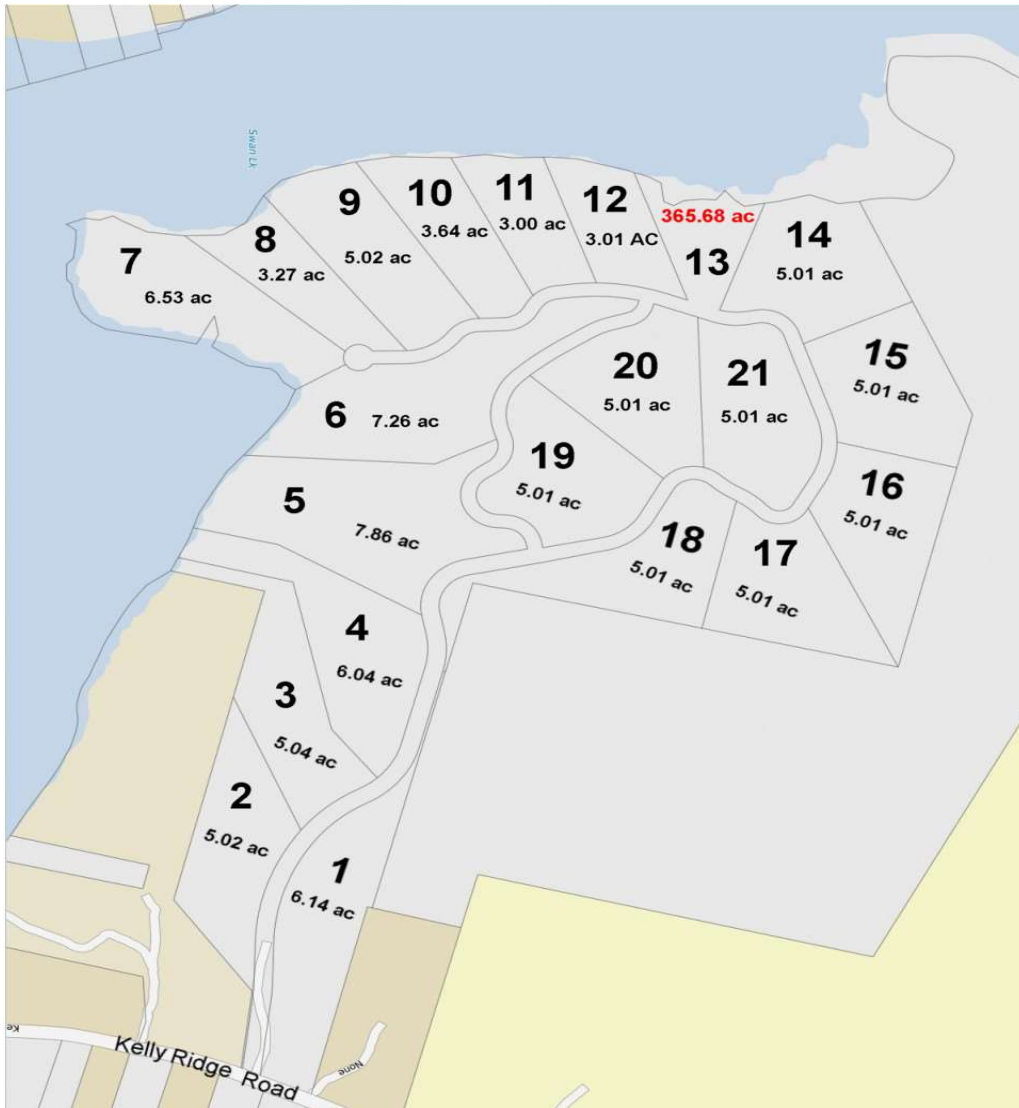 Swan Lk
7
6.53 ac
8
3.27 ac
9
5.02 ac
10
3.64 ac
11
3.00 ac
12
3.01 AC
365.68 ac
13
14
5.01 ac
15
5.01 ac
20
5.01 ac
21
5.01 ac
6
7.26 ac
19
5.01 ac
16
5.01 ac
5
7.86 ac
18
5.01 ac
17
5.01 ac
4
6.04 ac
3
5.04 ac
2
5.02 ac
1
6.14 ac
Ke
Kelly Ridge Road
None